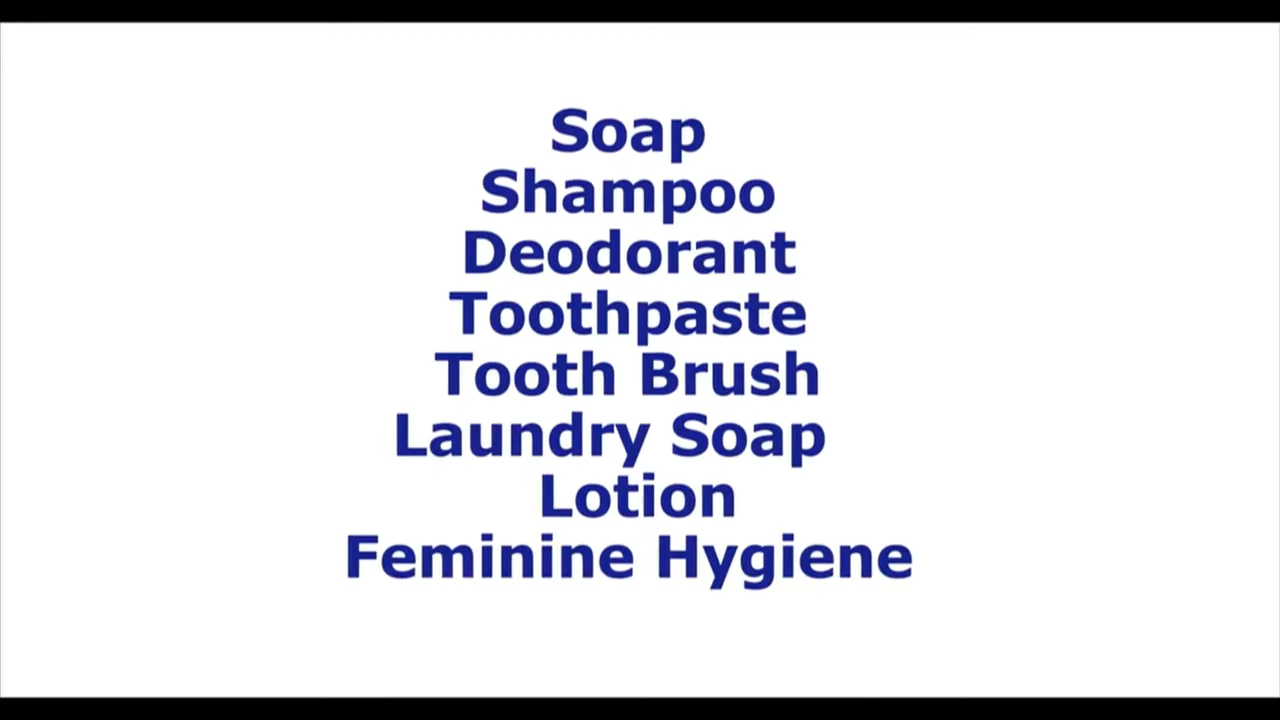 Soap
Shampoo
Deodorant
Toothpaste
Tooth Brush
Laundry Soap
Lotion
Feminine Hygiene